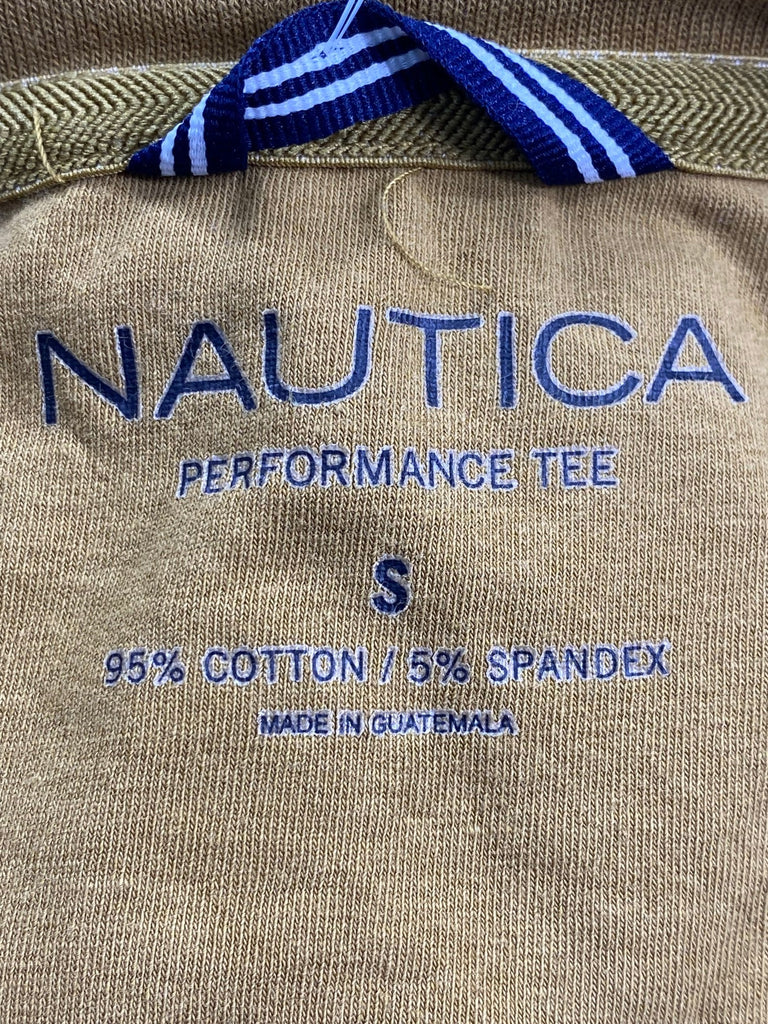 NAUTICA
PERFORMANCE TEE
S
95% COTTON / 5% SPANDEX
MADE IN GUATEMALA